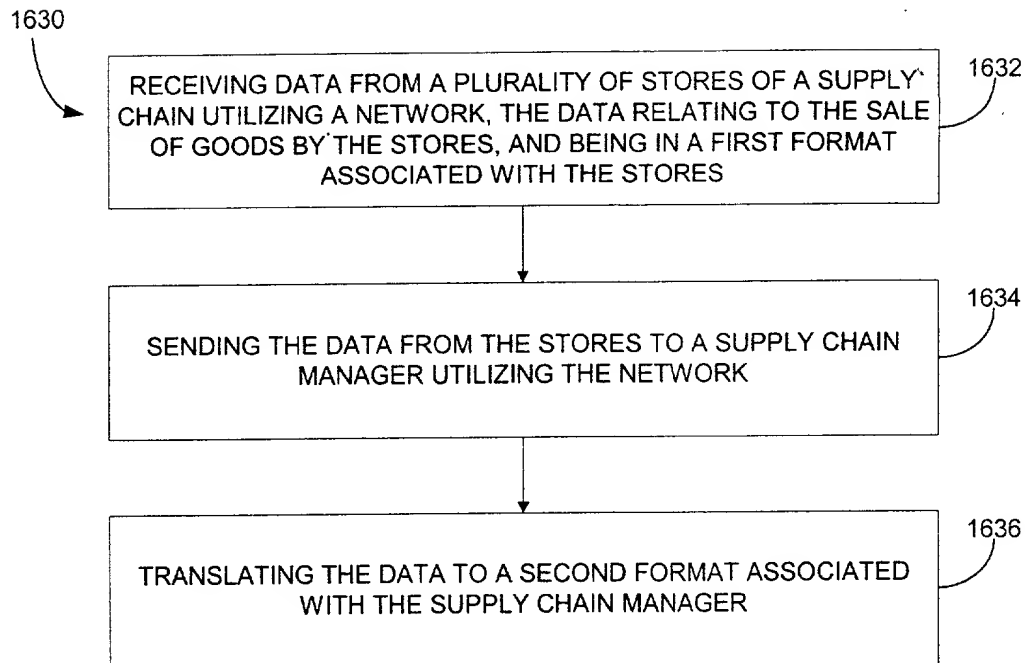 1630
RECEIVING DATA FROM A PLURALITY OF STORES OF A SUPPLY
CHAIN UTILIZING A NETWORK, THE DATA RELATING TO THE SALE
OF GOODS BY THE STORES, AND BEING IN A FIRST FORMAT
ASSOCIATED WITH THE STORES
1632
SENDING THE DATA FROM THE STORES TO A SUPPLY CHAIN
MANAGER UTILIZING THE NETWORK
1634
TRANSLATING THE DATA TO A SECOND FORMAT ASSOCIATED
WITH THE SUPPLY CHAIN MANAGER
1636